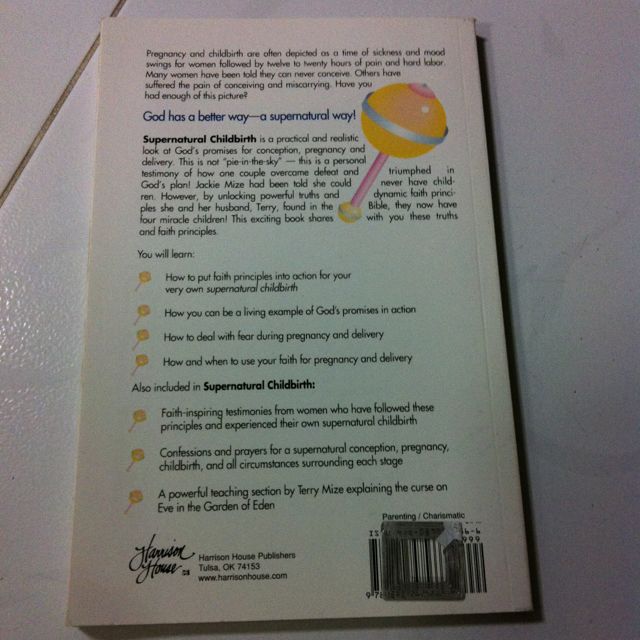 Pregnancy and childbirth are often depicted as a time of sickness and mood
swings for women followed by twelve to twenty hours of pain and hard labor.
Many women have been told they can never conceive. Others have
suffered the pain of conceiving and miscarrying. Have you
had enough of this picture?
God has a better way—a supernatural way!
Supernatural Childbirth is a practical and realistic
look at God's promises for conception, pregnancy and
delivery. This is not "pie-in-the-sky" — this is a personal
testimony of how one couple overcame defeat and triumphed in
God's plan! Jackie Mize had been told she could never have child-
ren. However, by unlocking powerful truths and dynamic faith princi-
ples she and her husband, Terry, found in the Bible, they now have
four miracle children! This exciting book shares with you these truths
and faith principles.
You will learn:
How to put faith principles into action for your
very own supernatural childbirth
How you can be a living example of God's promises in action
How to deal with fear during pregnancy and delivery
How and when to use your faith for pregnancy and delivery
Also included in Supernatural Childbirth:
Faith-inspiring testimonies from women who have followed these
principles and experienced their own supernatural childbirth
Confessions and prayers for a supernatural conception, pregnancy,
childbirth, and all circumstances surrounding each stage
A powerful teaching section by Terry Mize explaining the curse on
Eve in the Garden of Eden
Parenting / Charismatic
Harrison
House
Harrison House Publishers
Tulsa, OK 74153
www.harrisonhouse.com